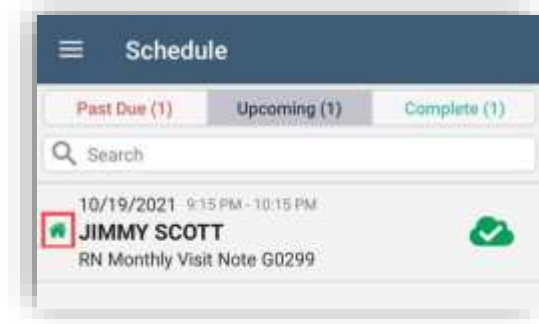 Schedule
Past Due (1) Upcoming (1) Complete (1)
Search
10/19/2021 9:15 PM - 10:15 PM
JIMMY SCOTT
RN Monthly Visit Note G0299